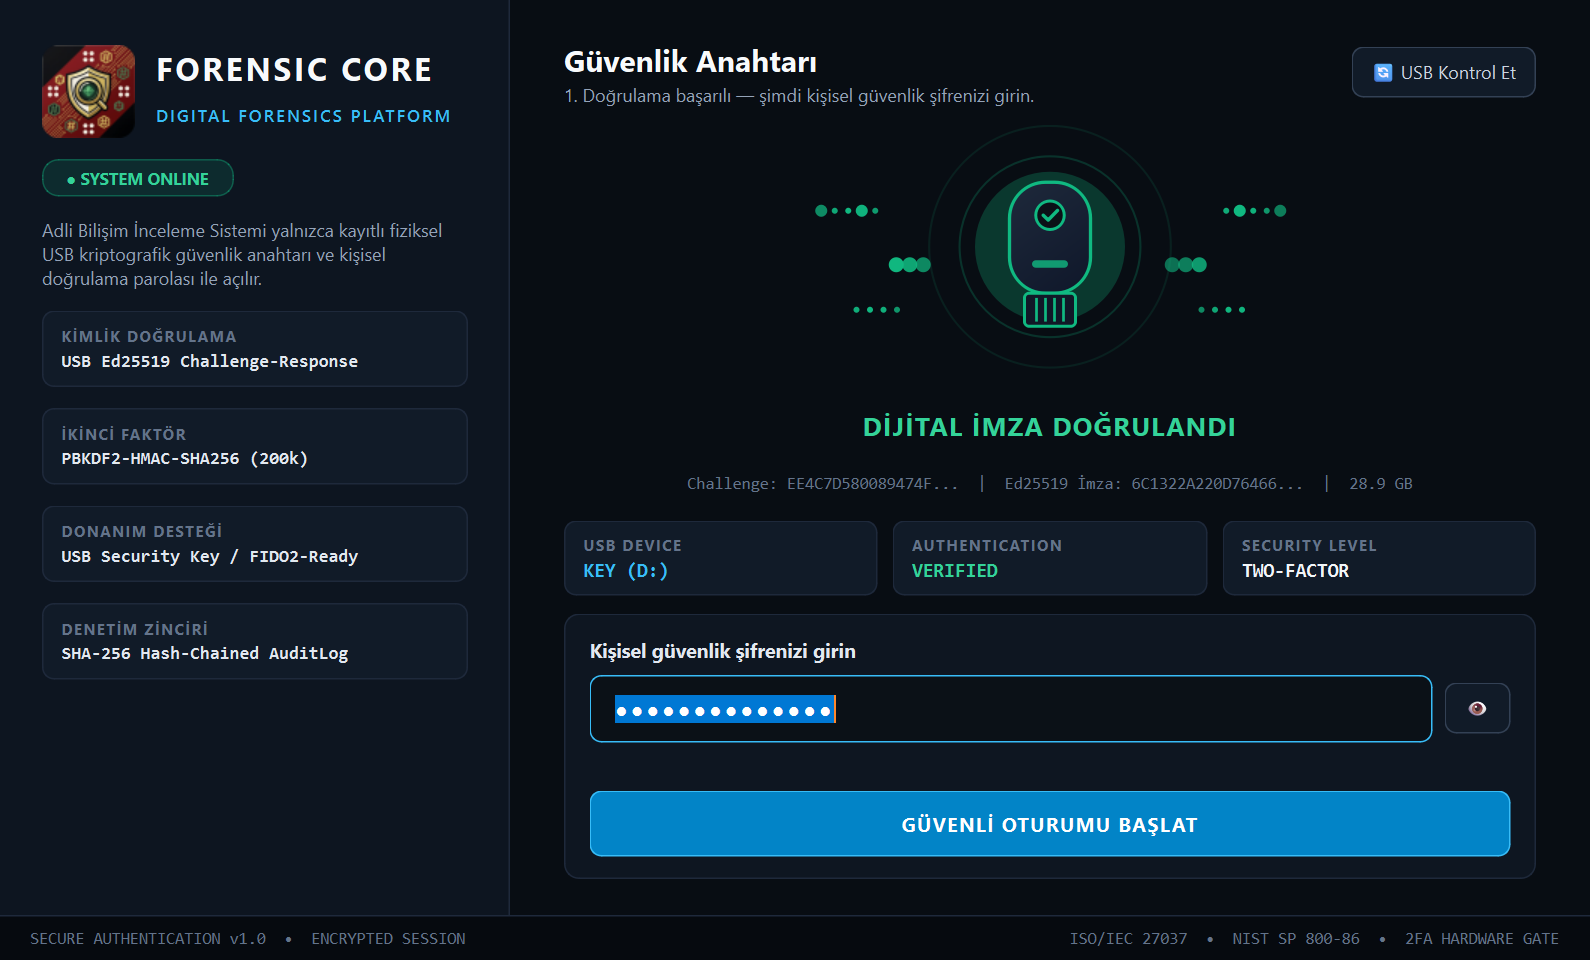 FORENSIC CORE
DIGITAL FORENSICS PLATFORM
● SYSTEM ONLINE
Adli Bilişim İnceleme Sistemi yalnızca kayıtlı fiziksel
USB kriptografik güvenlik anahtarı ve kişisel
doğrulama parolası ile açılır.
KİMLİK DOĞRULAMA
USB Ed25519 Challenge-Response
İKİNCİ FAKTÖR
PBKDF2-HMAC-SHA256 (200k)
DONANIM DESTEĞİ
USB Security Key / FIDO2-Ready
DENETİM ZİNCİRİ
SHA-256 Hash-Chained AuditLog
Güvenlik Anahtarı
1. Doğrulama başarılı — şimdi kişisel güvenlik şifrenizi girin.
USB Kontrol Et
DİJİTAL İMZA DOĞRULANDI
Challenge: EE4C7D580089474F... | Ed25519 İmza: 6C1322A220D76466... | 28.9 GB
USB DEVICE
KEY (D:)
AUTHENTICATION
VERIFIED
SECURITY LEVEL
TWO-FACTOR
Kişisel güvenlik şifrenizi girin
●●●●●●●●●●●●●●
GÜVENLİ OTURUMU BAŞLAT
SECURE AUTHENTICATION v1.0 • ENCRYPTED SESSION
ISO/IEC 27037 • NIST SP 800-86 • 2FA HARDWARE GATE